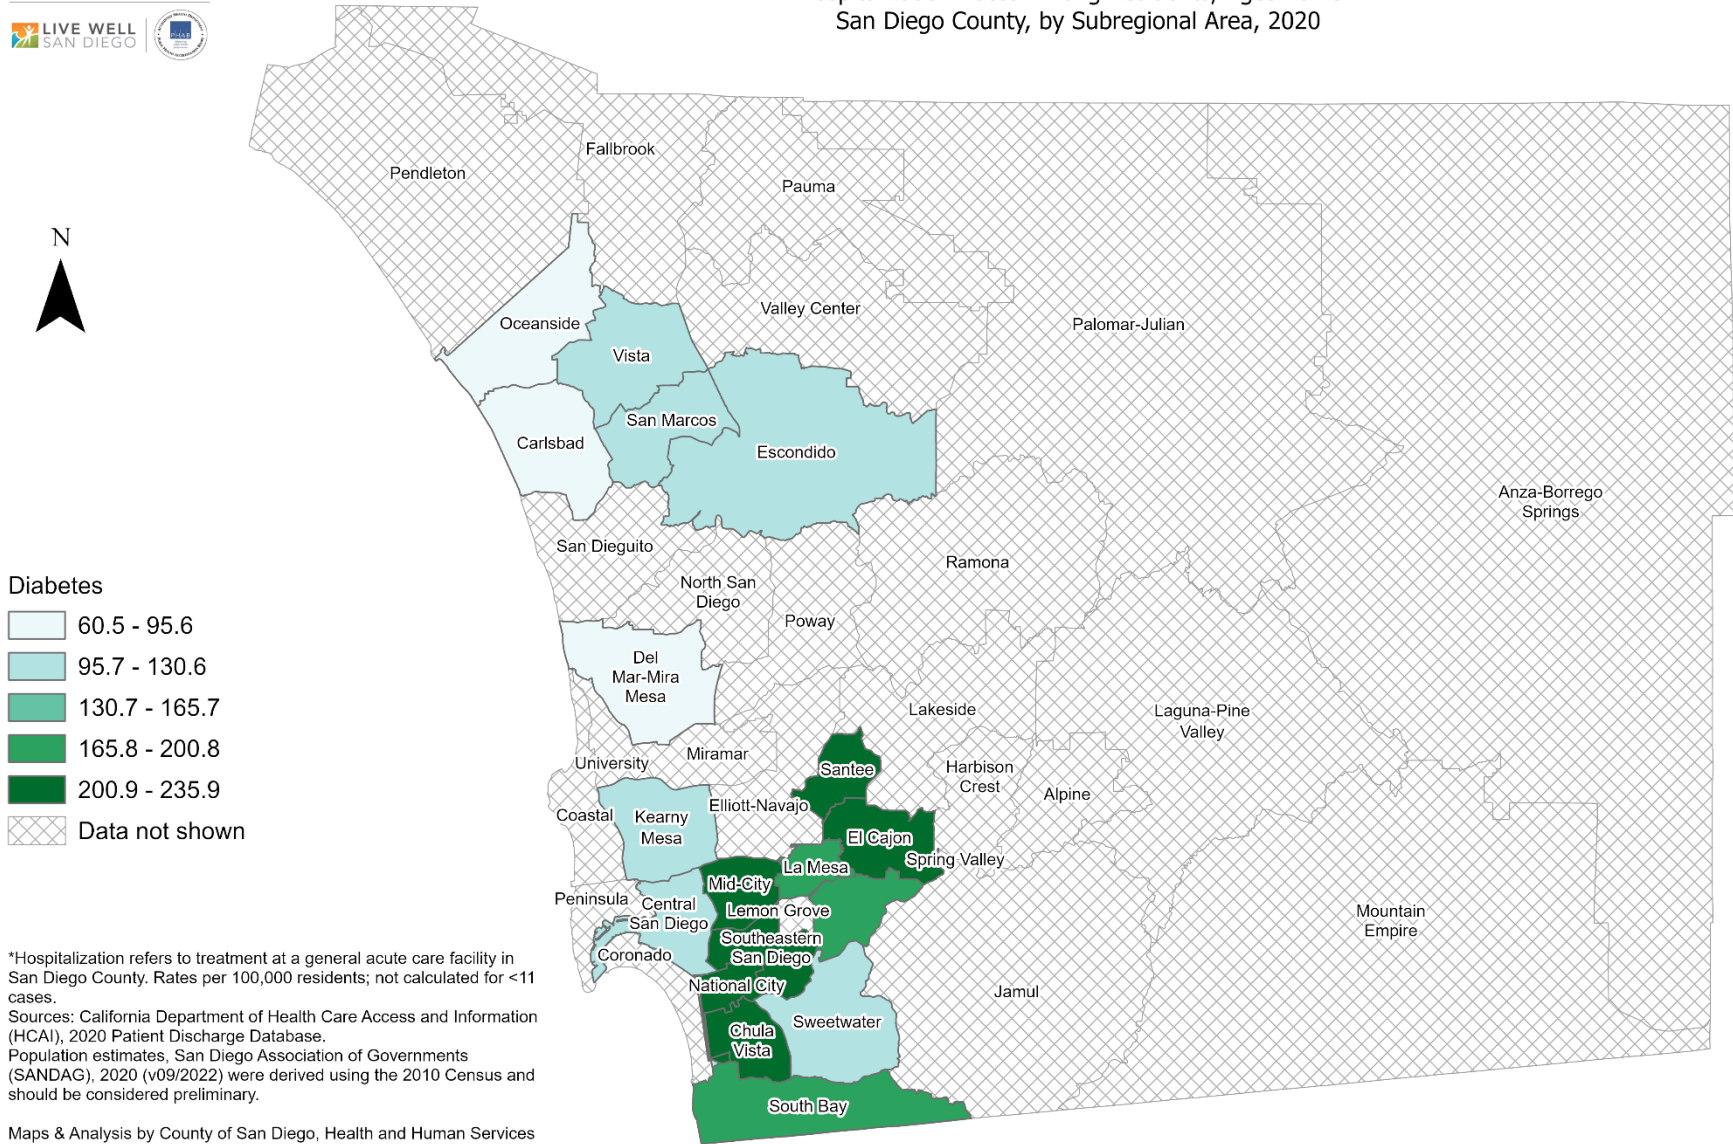 LIVE WELL
SAN DIEGO
PHAB
San Diego County, by Subregional Area, 2020
N
Pendleton
Fallbrook
Pauma
Oceanside
Valley Center
Palomar-Julian
Vista
San Marcos
Carlsbad
Escondido
Anza-Borrego
Springs
San Dieguito
Ramona
North San
Diego
Poway
Del
Mar-Mira
Mesa
Lakeside
Laguna-Pine
Valley
Miramar
University
Santee
Harbison
Crest
Alpine
Elliott-Navajo
Coastal
Kearny
Mesa
El Cajon
Spring Valley
La Mesa
Mid-City
Peninsula
Central
San Diego
Lemon Grove
Mountain
Empire
Southeastern
San Diego
Coronado
National City
Jamul
Sweetwater
Chula
Vista
South Bay
Diabetes
60.5 - 95.6
95.7 - 130.6
130.7 - 165.7
165.8 - 200.8
200.9 - 235.9
Data not shown
*Hospitalization refers to treatment at a general acute care facility in
San Diego County. Rates per 100,000 residents; not calculated for <11
cases.
Sources: California Department of Health Care Access and Information
(HCAI), 2020 Patient Discharge Database.
Population estimates, San Diego Association of Governments
(SANDAG), 2020 (v09/2022) were derived using the 2010 Census and
should be considered preliminary.
Maps & Analysis by County of San Diego, Health and Human Services